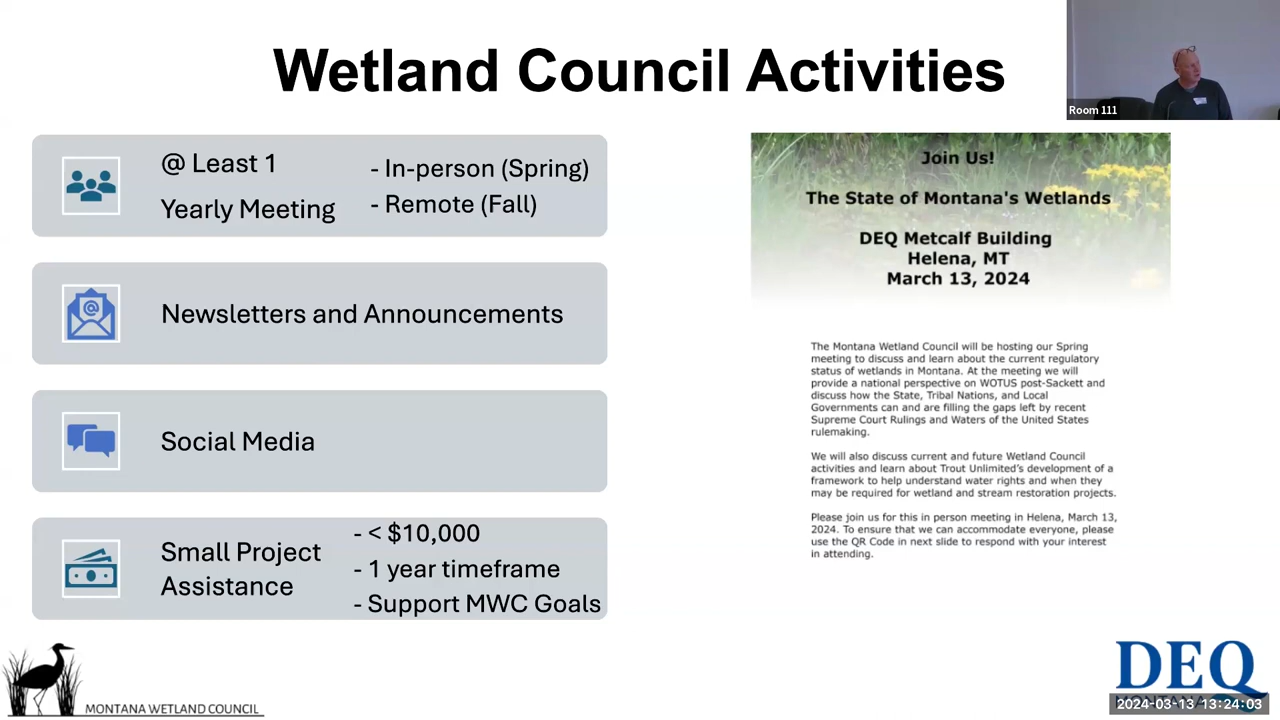 Wetland Council Activities
Room 111
@ Least 1
Yearly Meeting
- In-person (Spring)
- Remote (Fall)
Newsletters and Announcements
Social Media
Small Project
Assistance
- < $10,000
- 1 year timeframe
- Support MWC Goals
Join Us!
The State of Montana's Wetlands
DEQ Metcalf Building
Helena, MT
March 13, 2024
The Montana Wetland Council will be hosting our Spring
meeting to discuss and learn about the current regulatory
status of wetlands in Montana. At the meeting we will
provide a national perspective on WOTUS post-Sackett and
discuss how the State, Tribal Nations, and Local
Governments can and are filling the gaps left by recent
Supreme Court Rulings and Waters of the United States
rulemaking.
We will also discuss current and future Wetland Council
activities and learn about Trout Unlimited's development of a
framework to help understand water rights and when they
may be required for wetland and stream restoration projects.
Please join us for this in person meeting in Helena, March 13,
2024. To ensure that we can accommodate everyone, please
use the QR Code in next slide to respond with your interest
in attending.
MONTANA WETLAND COUNCIL
DEQ
2024-03-13 13:24:03